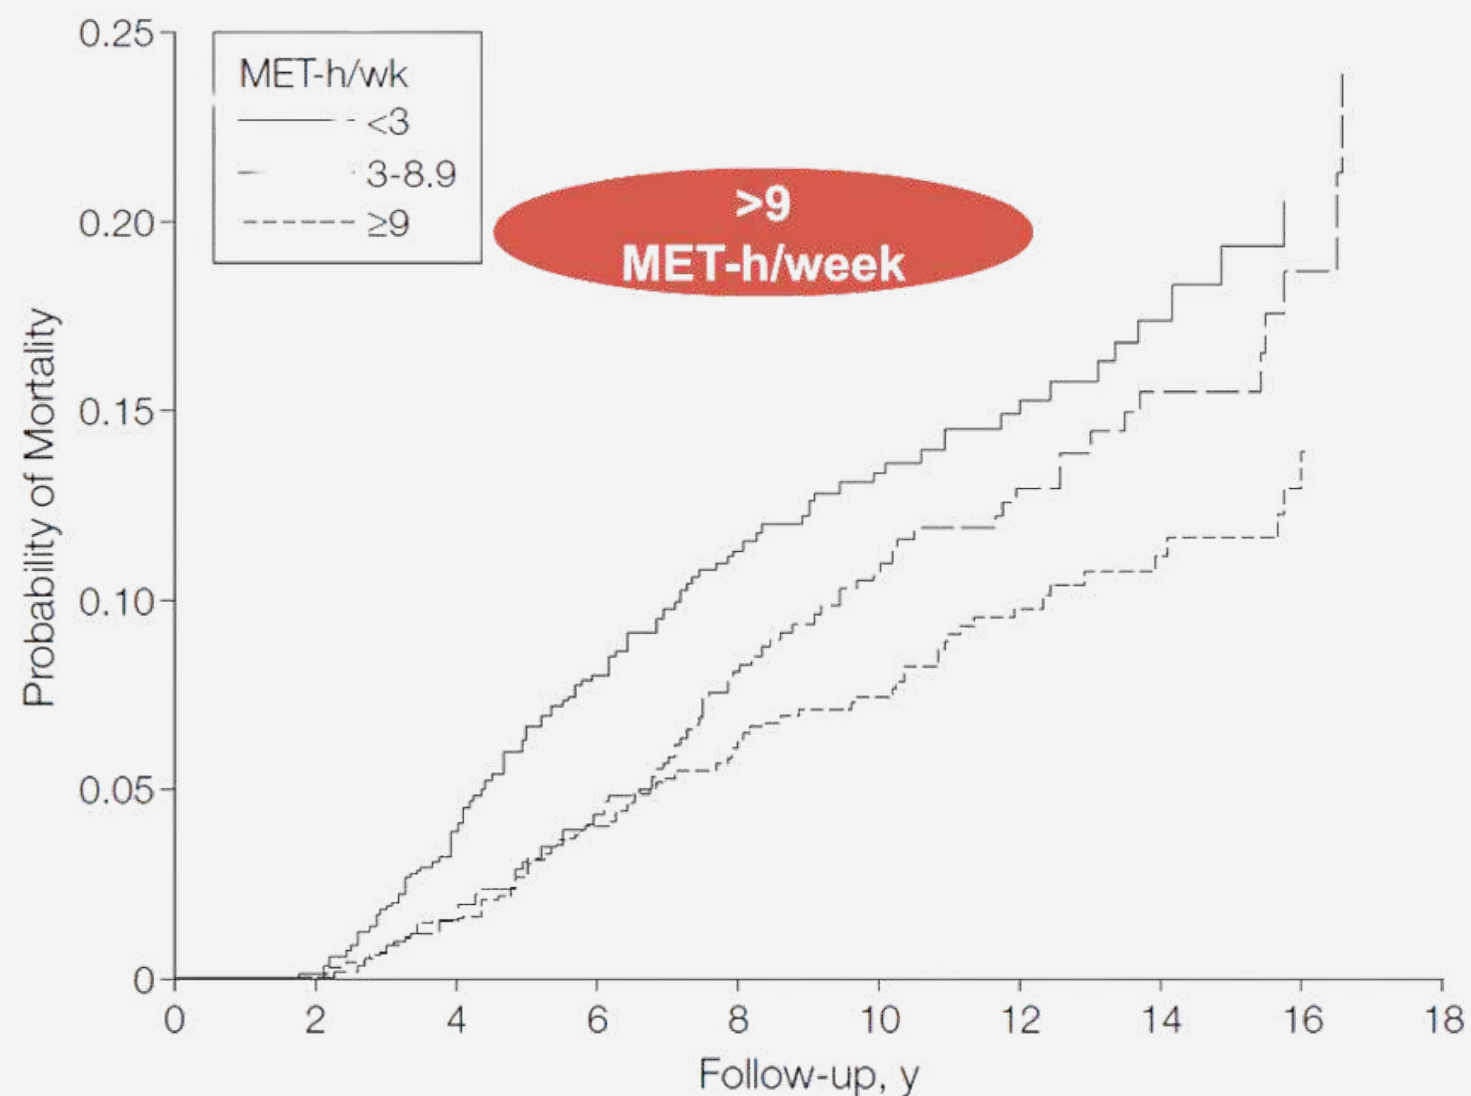 0.25
0.20
0.15
0.10
0.05
0
Probability of Mortality
MET-h/wk
<3
3-8.9
≥9
>9
MET-h/week
0 2 4 6 8 10 12 14 16 18
Follow-up, y